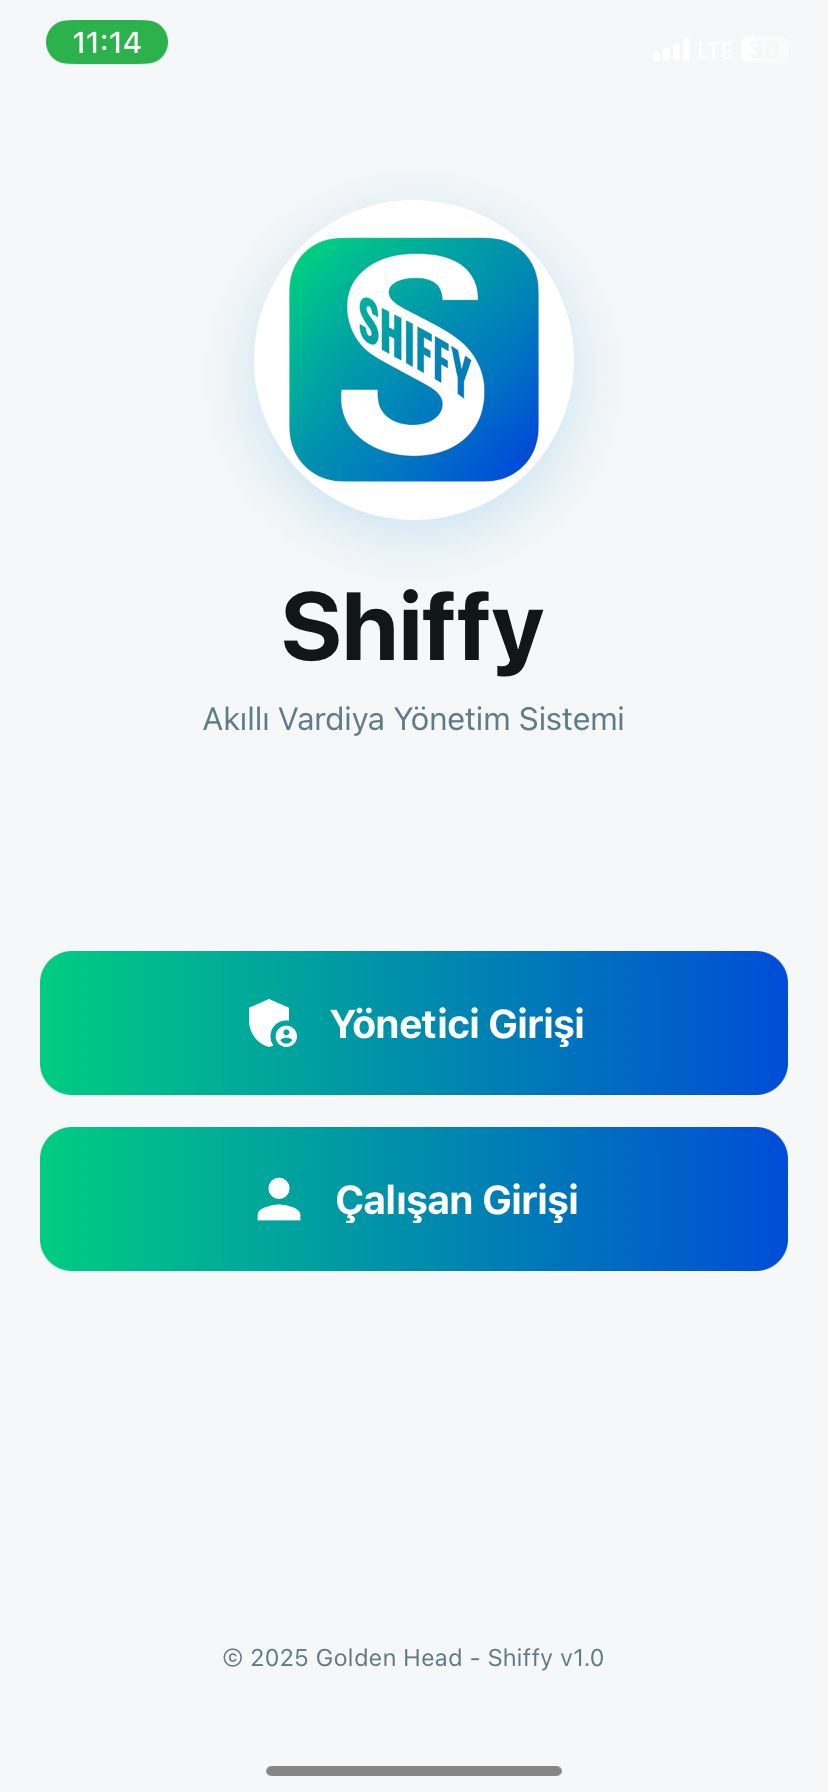 11:14
LTE 30
SHIFFY
Shiffy
Akıllı Vardiya Yönetim Sistemi
Yönetici Girişi
Çalışan Girişi
© 2025 Golden Head - Shiffy v1.0